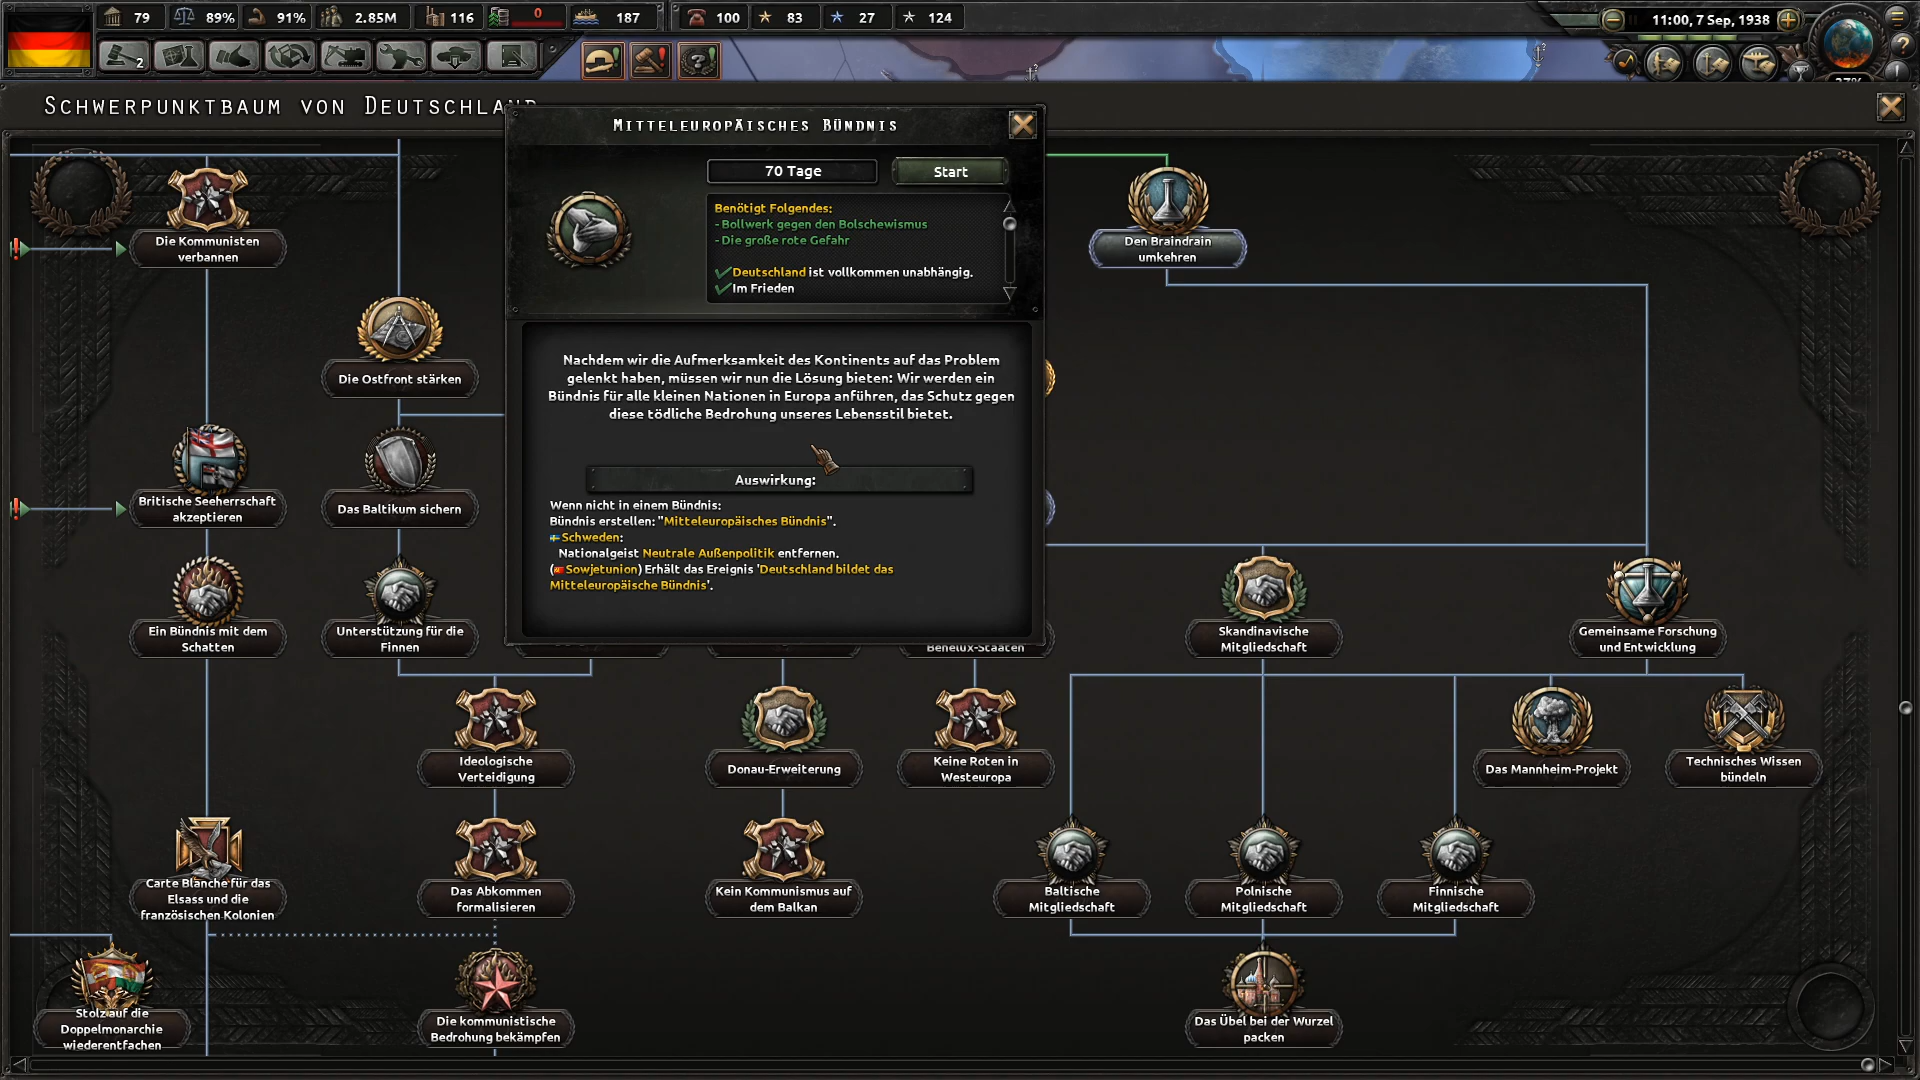 79
89%
91%
2.85M
116
0
187
100
83
27
124
11:00, 7 Sep, 1938
2
Schwerpunktbaum von Deutschland
Mitteleuropäisches Bündnis
70 Tage
Start
Benötigt Folgendes:
- Bollwerk gegen den Bolschewismus
- Die große rote Gefahr
Deutschland ist vollkommen unabhängig.
Im Frieden
Nachdem wir die Aufmerksamkeit des Kontinents auf das Problem
gelenkt haben, müssen wir nun die Lösung bieten: Wir werden ein
Bündnis für alle kleinen Nationen in Europa anführen, das Schutz gegen
diese tödliche Bedrohung unseres Lebensstil bietet.
Auswirkung:
Wenn nicht in einem Bündnis:
Bündnis erstellen: "Mitteleuropäisches Bündnis".
Schweden:
Nationalgeist Neutrale Außenpolitik entfernen.
(Sowjetunion) Erhält das Ereignis 'Deutschland bildet das
Mitteleuropäische Bündnis'.
Die Kommunisten
verbannen
Den Braindrain
umkehren
Die Ostfront stärken
Britische Seeherrschaft
akzeptieren
Das Baltikum sichern
Ein Bündnis mit dem
Schatten
Unterstützung für die
Finnen
Benelux-Staaten
Skandinavische
Mitgliedschaft
Gemeinsame Forschung
und Entwicklung
Ideologische
Verteidigung
Donau-Erweiterung
Keine Roten in
Westeuropa
Das Mannheim-Projekt
Technisches Wissen
bündeln
Carte Blanche für das
Elsass und die
französischen Kolonien
Das Abkommen
formalisieren
Kein Kommunismus auf
dem Balkan
Baltische
Mitgliedschaft
Polnische
Mitgliedschaft
Finnische
Mitgliedschaft
Stolz auf die
Doppelmonarchie
wiederentfachen
Die kommunistische
Bedrohung bekämpfen
Das Übel bei der Wurzel
packen